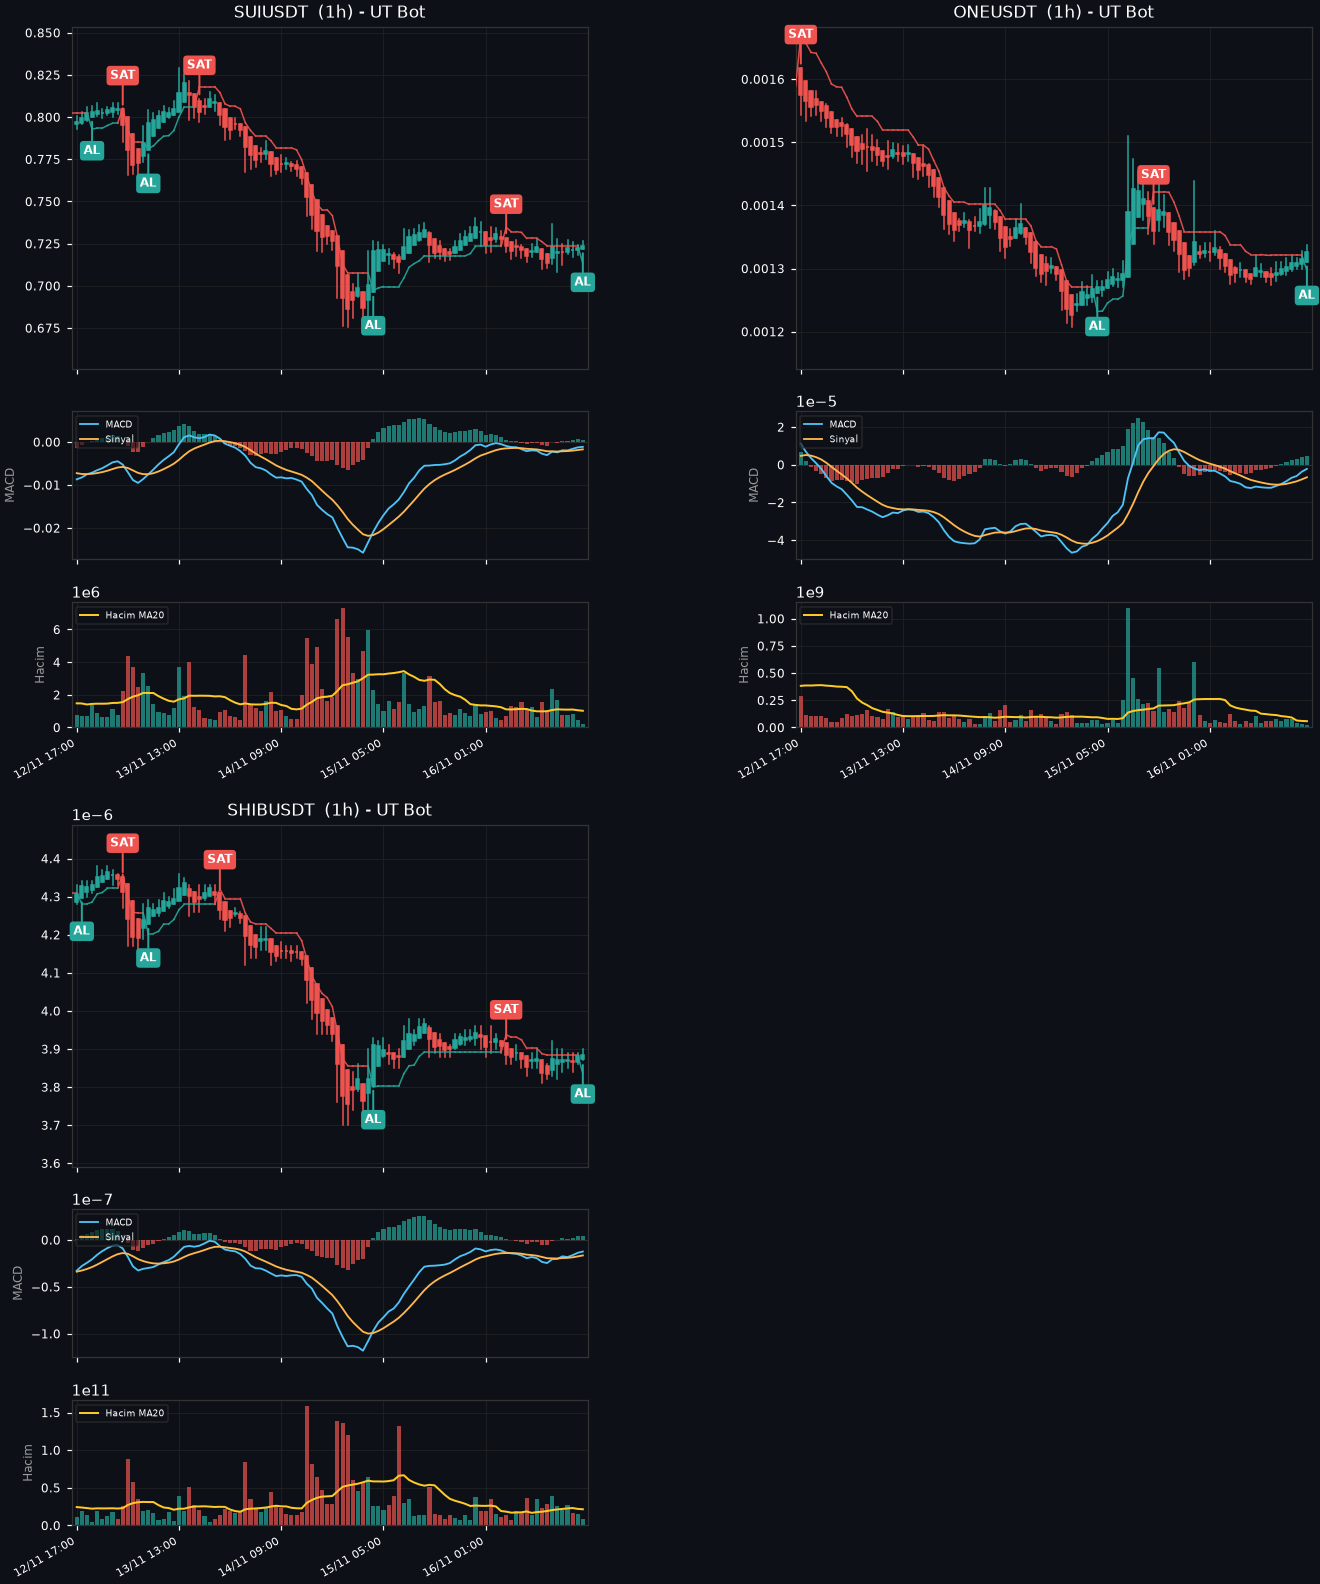 SUIUSDT  (1h) - UT Bot
0.850
0.825
0.800
0.775
0.750
0.725
0.700
0.675
SAT
SAT
SAT
AL
AL
AL
AL
MACD
Sinyal
0.00
−0.01
−0.02
MACD
1e6
Hacim MA20
6
4
2
0
Hacim
12/11 17:00
13/11 13:00
14/11 09:00
15/11 05:00
16/11 01:00
ONEUSDT  (1h) - UT Bot
0.0016
0.0015
0.0014
0.0013
0.0012
SAT
SAT
AL
AL
1e−5
MACD
Sinyal
2
0
−2
−4
MACD
1e9
Hacim MA20
1.00
0.75
0.50
0.25
0.00
Hacim
12/11 17:00
13/11 13:00
14/11 09:00
15/11 05:00
16/11 01:00
SHIBUSDT  (1h) - UT Bot
1e−6
4.4
4.3
4.2
4.1
4.0
3.9
3.8
3.7
3.6
SAT
SAT
SAT
AL
AL
AL
AL
1e−7
MACD
Sinyal
0.0
−0.5
−1.0
MACD
1e11
Hacim MA20
1.5
1.0
0.5
0.0
Hacim
12/11 17:00
13/11 13:00
14/11 09:00
15/11 05:00
16/11 01:00